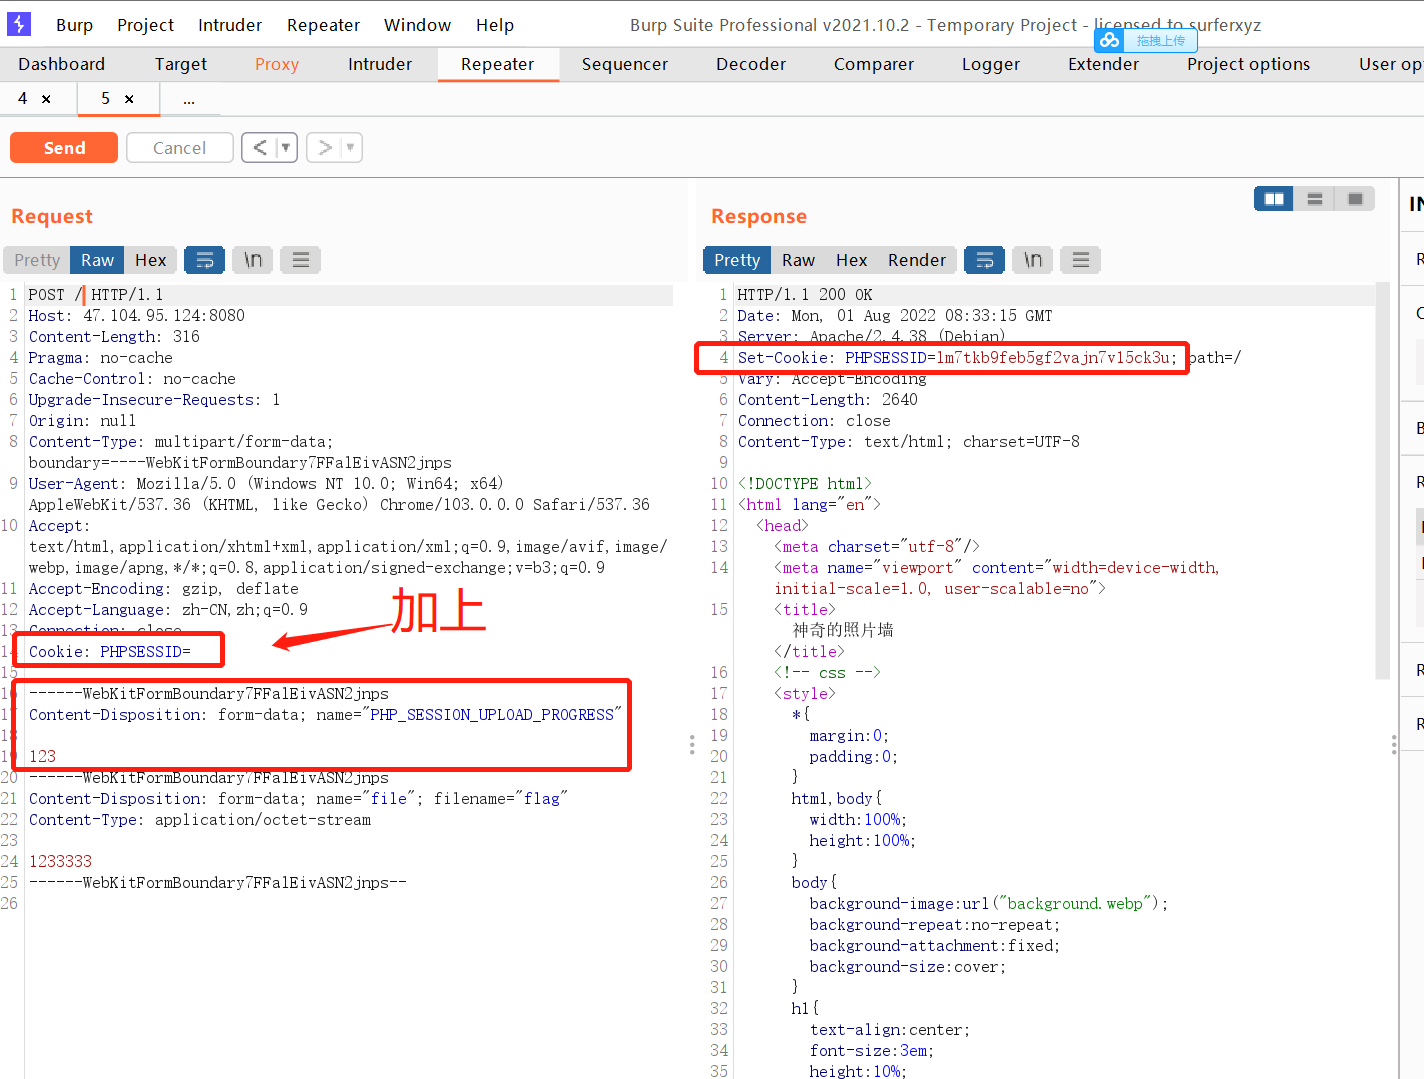 Burp Project Intruder Repeater Window Help Burp Suite Professional v2021.10.2 - Temporary Project - licensed to surferxyz
拖拽上传
Dashboard Target Proxy Intruder Repeater Sequencer Decoder Comparer Logger Extender Project options User op
4 × 5 × ...
Send Cancel < ▼ > ▼
Request
Pretty Raw Hex \n
1 POST / HTTP/1.1
2 Host: 47.104.95.124:8080
3 Content-Length: 316
4 Pragma: no-cache
5 Cache-Control: no-cache
6 Upgrade-Insecure-Requests: 1
7 Origin: null
8 Content-Type: multipart/form-data;
boundary=----WebKitFormBoundary7FFalEivASN2jnps
9 User-Agent: Mozilla/5.0 (Windows NT 10.0; Win64; x64)
AppleWebKit/537.36 (KHTML, like Gecko) Chrome/103.0.0.0 Safari/537.36
10 Accept:
text/html,application/xhtml+xml,application/xml;q=0.9,image/avif,image/
webp,image/apng,*/*;q=0.8,application/signed-exchange;v=b3;q=0.9
11 Accept-Encoding: gzip, deflate
12 Accept-Language: zh-CN,zh;q=0.9
13 Connection: close
加上
14 Cookie: PHPSESSID=
15
16 ------WebKitFormBoundary7FFalEivASN2jnps
17 Content-Disposition: form-data; name="PHP_SESSION_UPLOAD_PROGRESS"
18
19 123
20 ------WebKitFormBoundary7FFalEivASN2jnps
21 Content-Disposition: form-data; name="file"; filename="flag"
22 Content-Type: application/octet-stream
23
24 1233333
25 ------WebKitFormBoundary7FFalEivASN2jnps--
26
Response
Pretty Raw Hex Render \n
1 HTTP/1.1 200 OK
2 Date: Mon, 01 Aug 2022 08:33:15 GMT
3 Server: Apache/2.4.38 (Debian)
4 Set-Cookie: PHPSESSID=lm7tkb9feb5gf2vajn7vl5ck3u; path=/
5 Vary: Accept-Encoding
6 Content-Length: 2640
7 Connection: close
8 Content-Type: text/html; charset=UTF-8
9
10 <!DOCTYPE html>
11 <html lang="en">
12 <head>
13 <meta charset="utf-8"/>
14 <meta name="viewport" content="width=device-width,
initial-scale=1.0, user-scalable=no">
15 <title>
神奇的照片墙
</title>
16 <!-- css -->
17 <style>
18 *{
19 margin:0;
20 padding:0;
21 }
22 html,body{
23 width:100%;
24 height:100%;
25 }
26 body{
27 background-image:url("background.webp");
28 background-repeat:no-repeat;
29 background-attachment:fixed;
30 background-size:cover;
31 }
32 h1{
33 text-align:center;
34 font-size:3em;
35 height:10%;